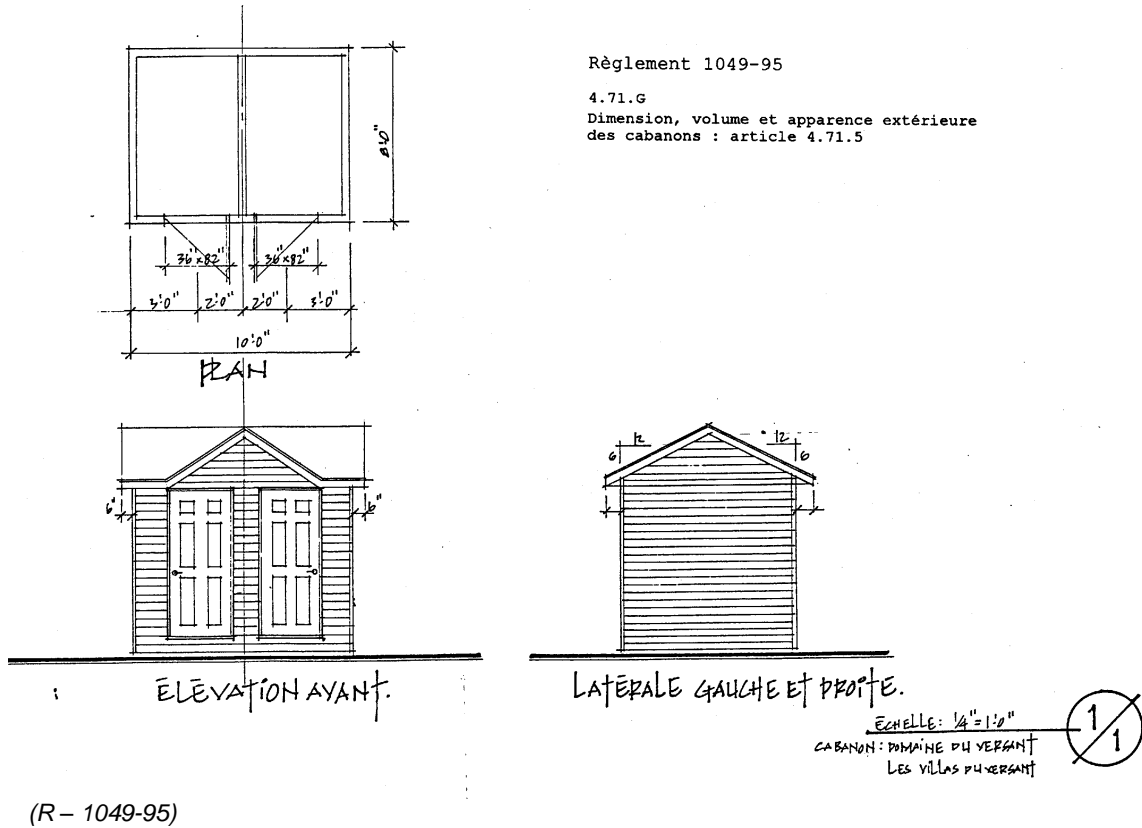 Règlement 1049-95
4.71.G
Dimension, volume et apparence extérieure
des cabanons : article 4.71.5
8'0"
36"x82" 36"x82"
3'0" 2'0" 2'0" 3'0"
10'0"
PLAN
12 12
6 6
6" 6"
ÉLÉVATION AVANT.
LATÉRALE GAUCHE ET DROITE.
ÉCHELLE: 1/4"=1'0"
1/1
CABANON: DOMAINE DU VERSANT
LES VILLAS DU VERSANT
(R – 1049-95)